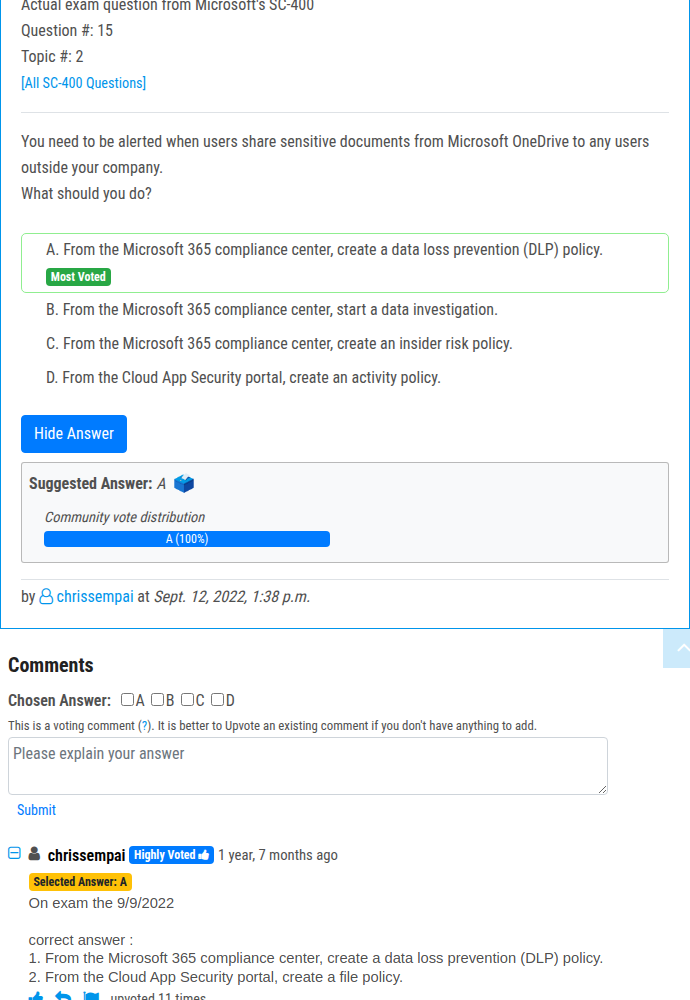 Actual exam question from Microsoft's SC-400
Question #: 15
Topic #: 2
[All SC-400 Questions]
You need to be alerted when users share sensitive documents from Microsoft OneDrive to any users
outside your company.
What should you do?
A. From the Microsoft 365 compliance center, create a data loss prevention (DLP) policy.
Most Voted
B. From the Microsoft 365 compliance center, start a data investigation.
C. From the Microsoft 365 compliance center, create an insider risk policy.
D. From the Cloud App Security portal, create an activity policy.
Hide Answer
Suggested Answer: A
Community vote distribution
A (100%)
by chrissempai at Sept. 12, 2022, 1:38 p.m.
Comments
Chosen Answer: A B C D
This is a voting comment (?). It is better to Upvote an existing comment if you don't have anything to add.
Please explain your answer
Submit
chrissempai Highly Voted 1 year, 7 months ago
Selected Answer: A
On exam the 9/9/2022
correct answer :
1. From the Microsoft 365 compliance center, create a data loss prevention (DLP) policy.
2. From the Cloud App Security portal, create a file policy.
upvoted 11 times